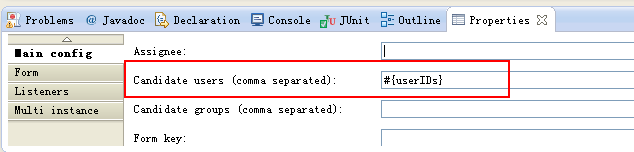 Problems @ Javadoc Declaration Console JUnit Outline Properties
Main config
Form
Listeners
Multi instance
Assignee:
Candidate users (comma separated): #{userIDs}
Candidate groups (comma separated):
Form key: